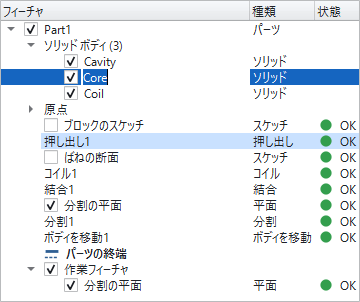 フィーチャ 種類 状態
Part1 パーツ
ソリッド ボディ (3)
Cavity ソリッド
Core ソリッド
Coil ソリッド
原点
ブロックのスケッチ スケッチ OK
押し出し1 押し出し OK
ばねの断面 スケッチ OK
コイル1 コイル OK
結合1 結合 OK
分割の平面 平面 OK
分割1 分割 OK
ボディを移動1 ボディを移動 OK
パーツの終端
作業フィーチャ
分割の平面 平面 OK